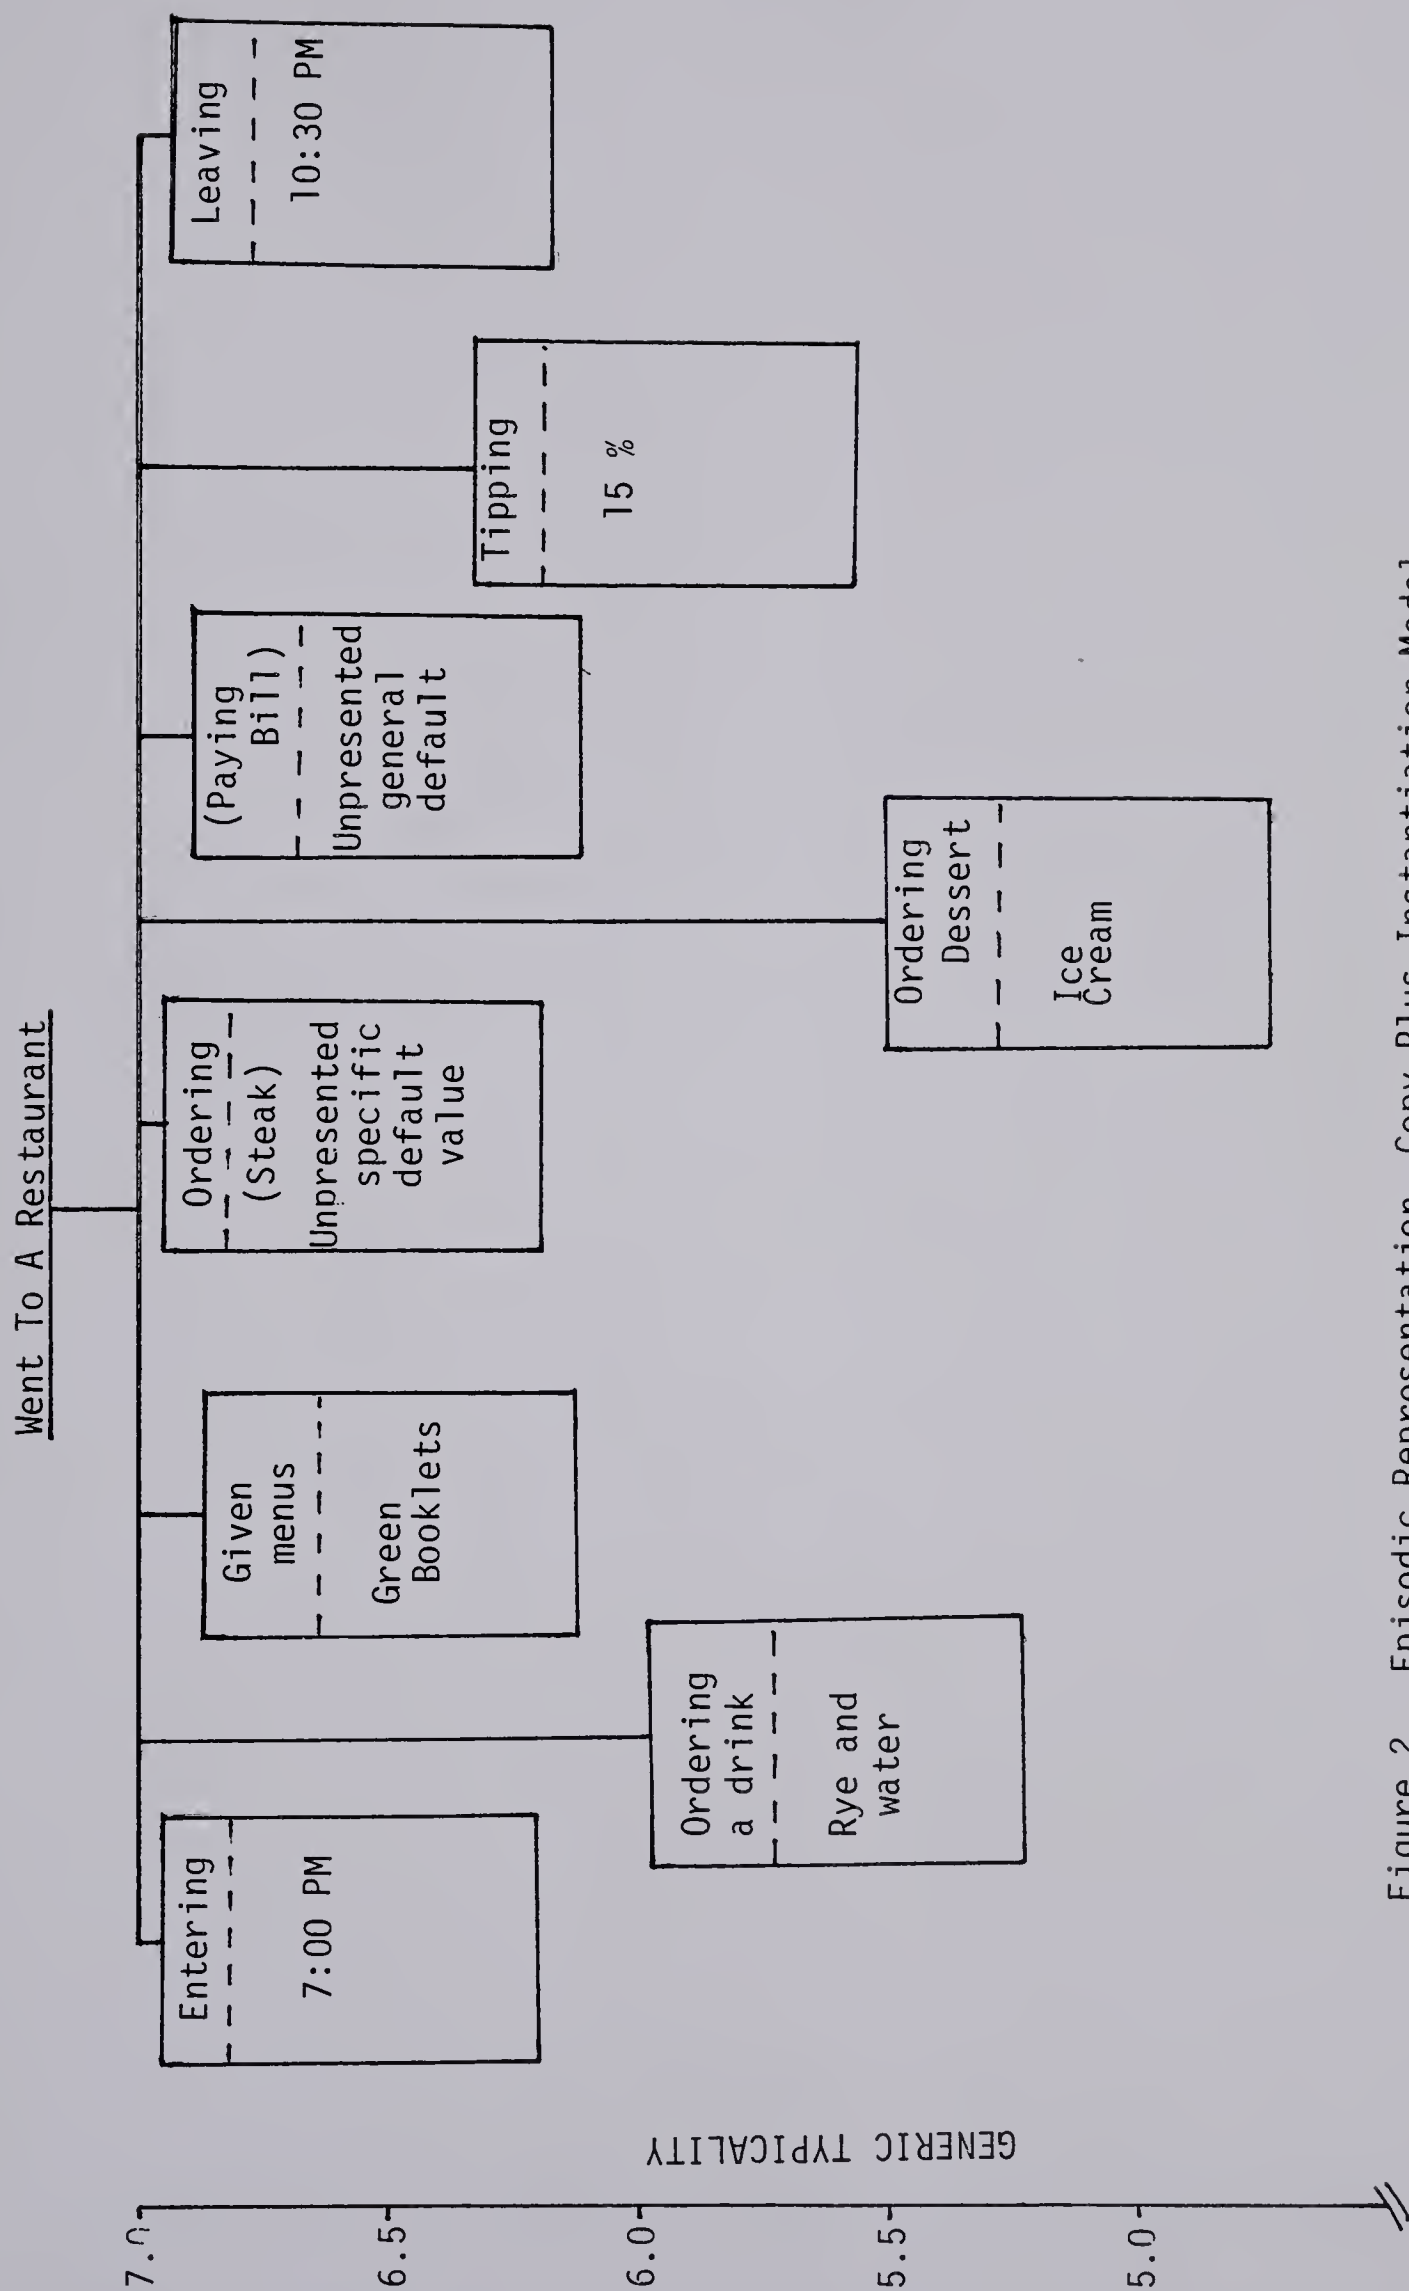 Went To A Restaurant
7.0
6.5
6.0
5.5
5.0
GENERIC TYPICALITY
Entering
7:00 PM
Ordering
a drink
Rye and
water
Given
menus
Green
Booklets
Ordering
(Steak)
Unpresented
specific
default
value
Ordering
Dessert
Ice
Cream
(Paying
Bill)
Unpresented
general
default
Tipping
15 %
Leaving
10:30 PM
Figure 2 Episodic Representation Copy Plus Instantiation Model